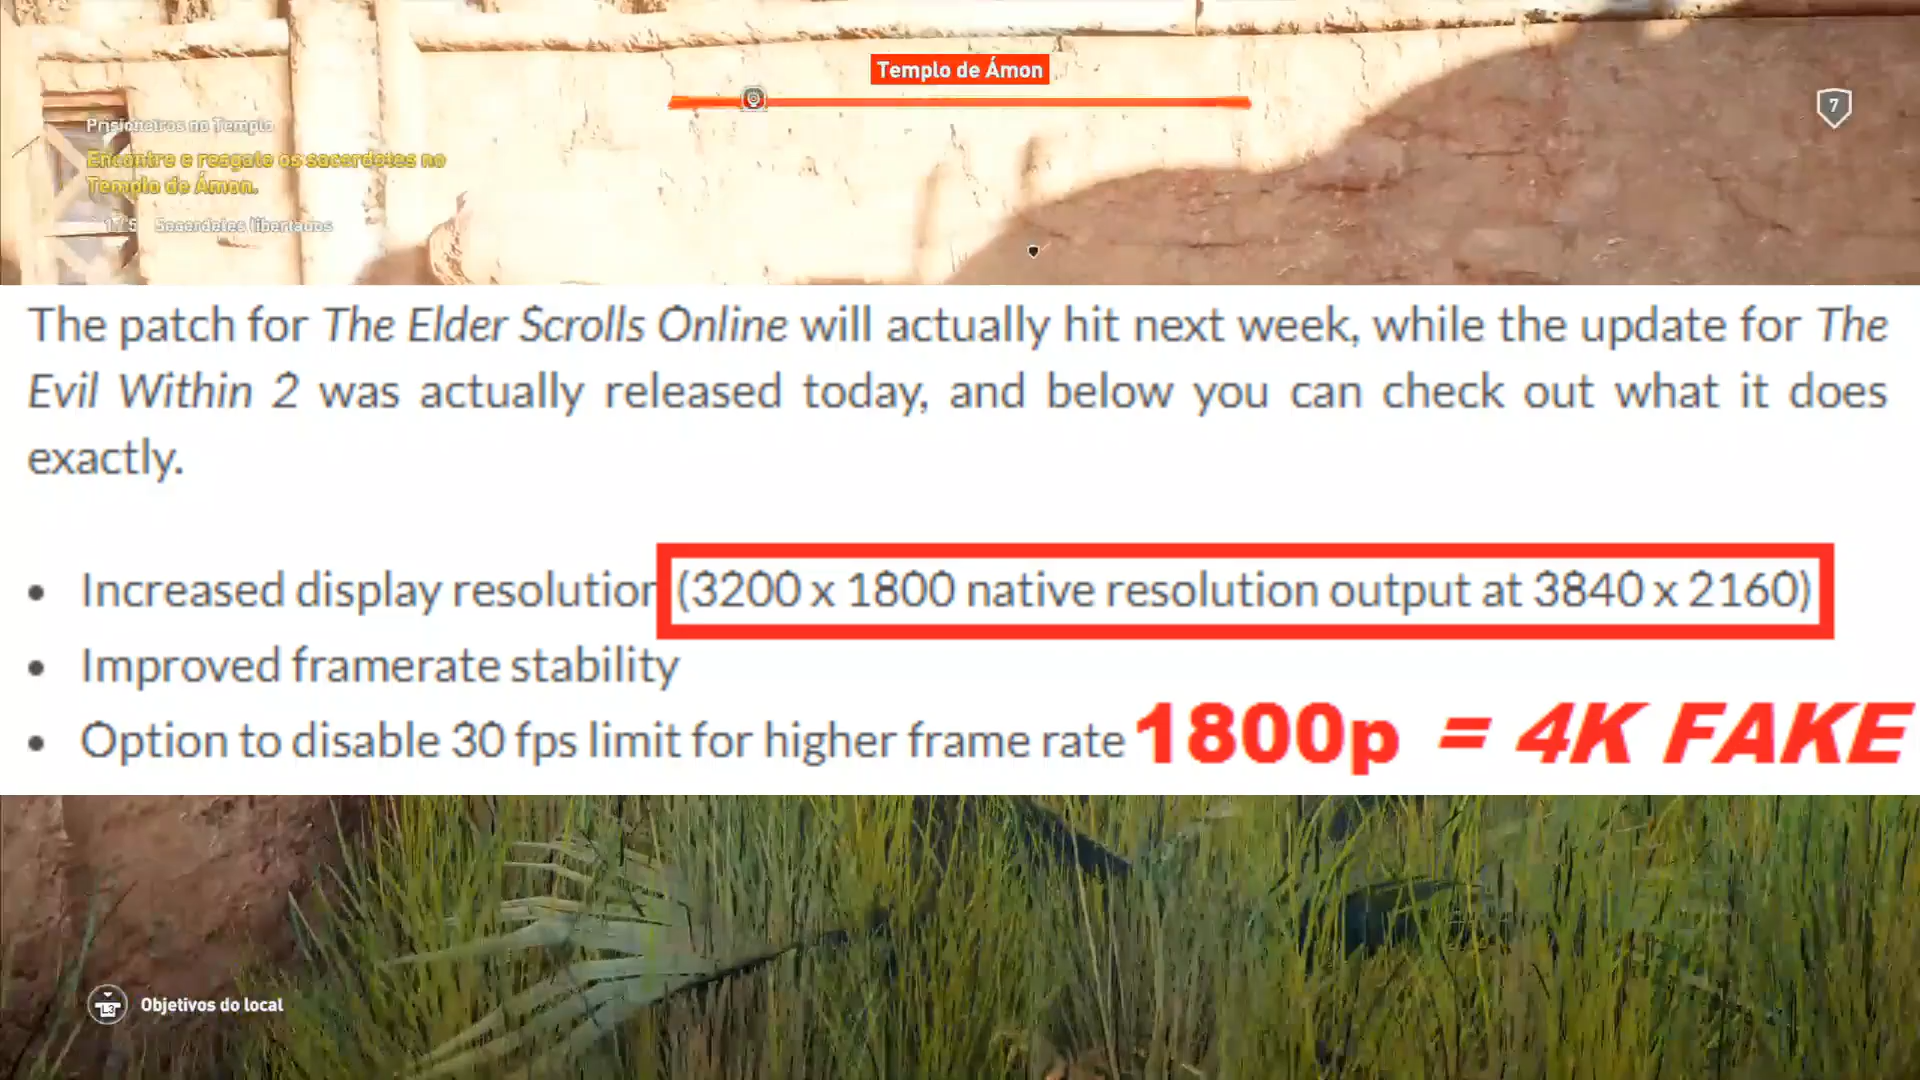 Templo de Ámon
7
Prisioneiros no Templo
Encontre e resgate os sacerdotes no
Templo de Ámon.
1/5 Sacerdotes libertados
The patch for The Elder Scrolls Online will actually hit next week, while the update for The
Evil Within 2 was actually released today, and below you can check out what it does
exactly.
• Increased display resolution (3200 x 1800 native resolution output at 3840 x 2160)
• Improved framerate stability
• Option to disable 30 fps limit for higher frame rate 1800p = 4K FAKE
L3 Objetivos do local